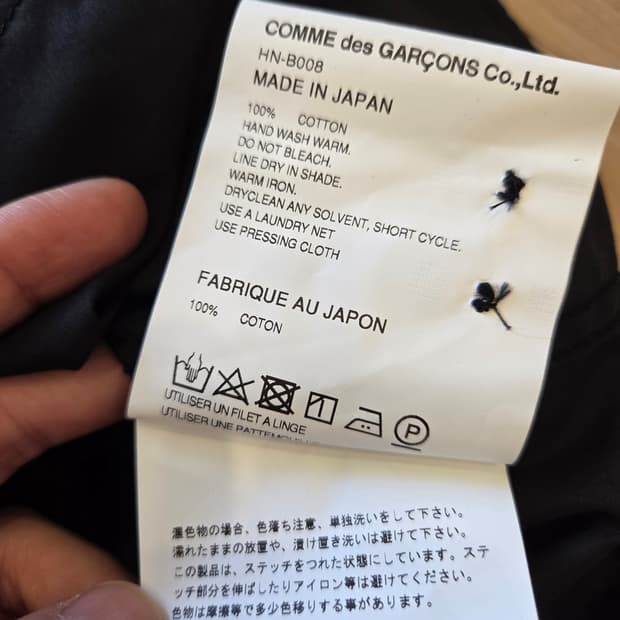 COMME des GARÇONS Co.,Ltd.
HN-B008
MADE IN JAPAN
100% COTTON
HAND WASH WARM.
DO NOT BLEACH.
LINE DRY IN SHADE.
WARM IRON.
DRYCLEAN ANY SOLVENT, SHORT CYCLE.
USE A LAUNDRY NET
USE PRESSING CLOTH
FABRIQUE AU JAPON
100% COTON
P
UTILISER UN FILET A LINGE
UTILISER UNE
濃色物の場合、色落ち注意、単独洗いをして下さい。
濡れたままの放置や、漬け置き洗いは避けて下さい。
この製品は、ステッチをつれた状態にしています。ステ
ッチ部分を伸ばしたりアイロン等は避けてください。
色物は摩擦等で多少色移りする事があります。